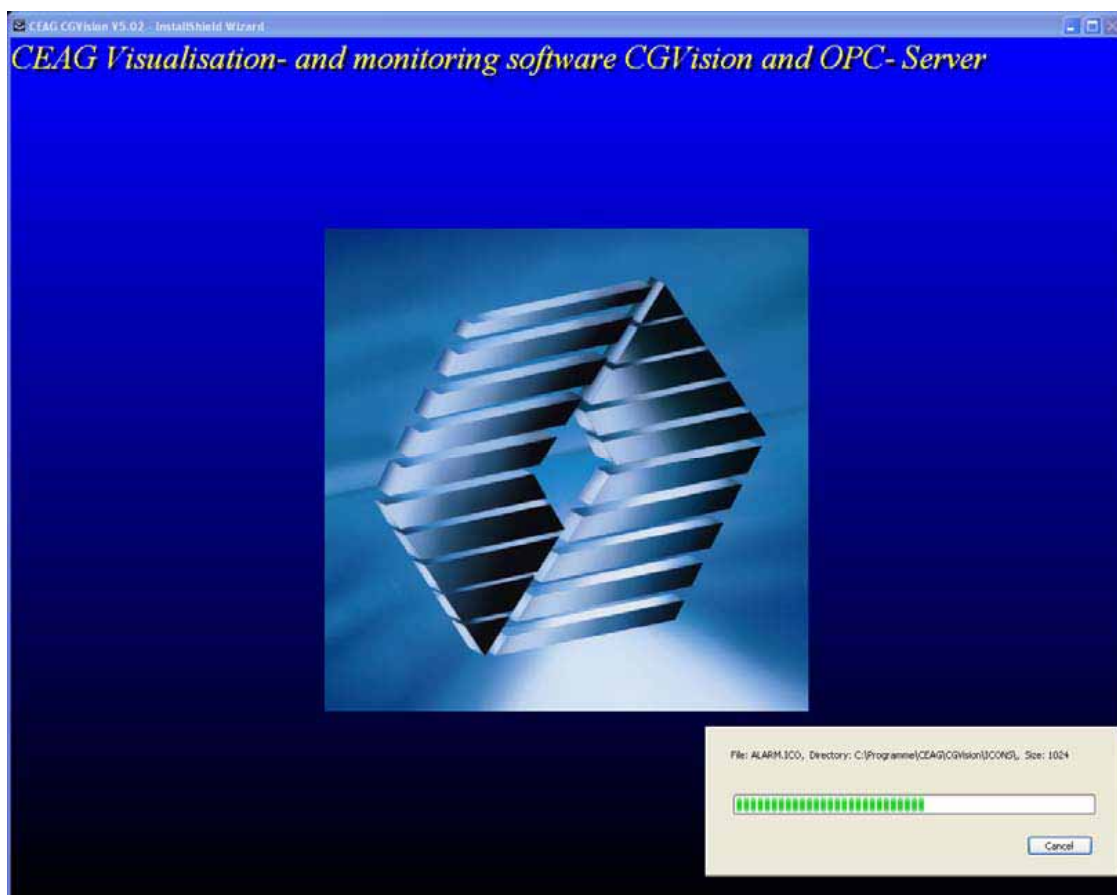 CEAG CGVision V5.02 - InstallShield Wizard
CEAG Visualisation- and monitoring software CGVision and OPC- Server
File: ALARM.ICO, Directory: C:\Programme\CEAG\CGVision\ICONS\, Size: 1024
Cancel